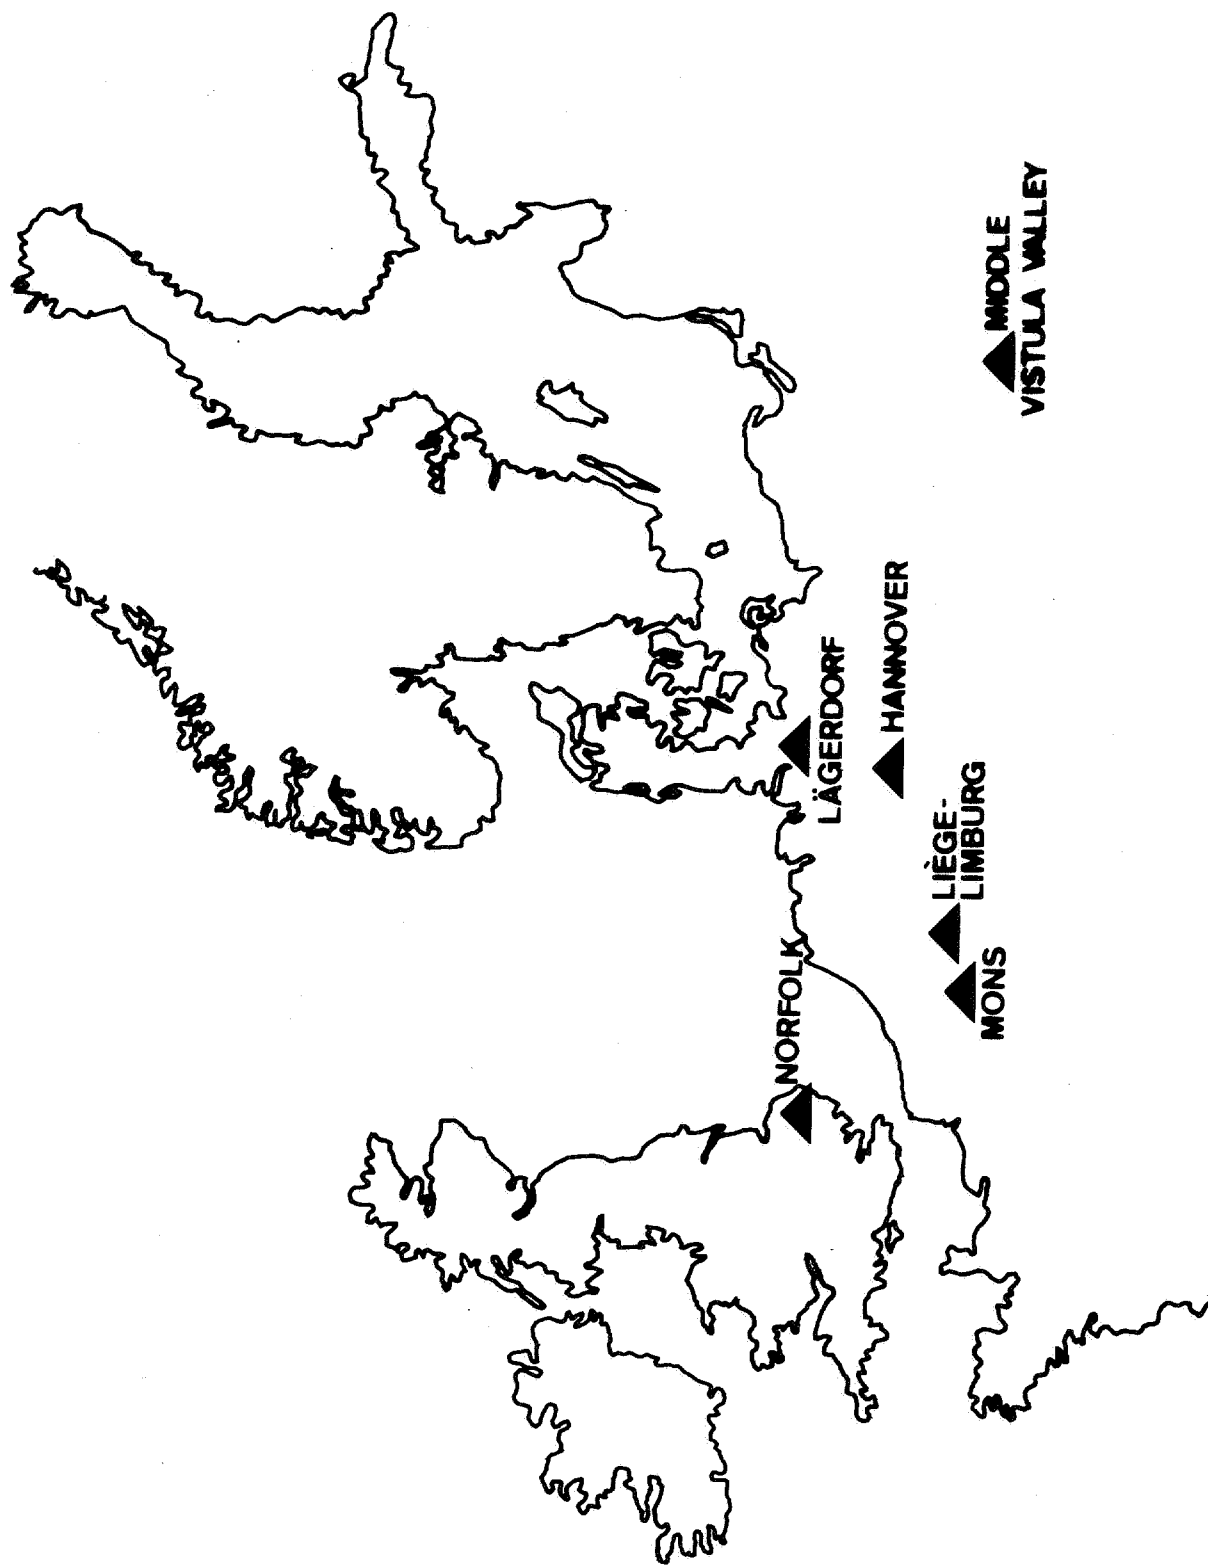 NORFOLK
MONS
LIÈGE-
LIMBURG
HANNOVER
LÄGERDORF
MIDDLE
VISTULA VALLEY